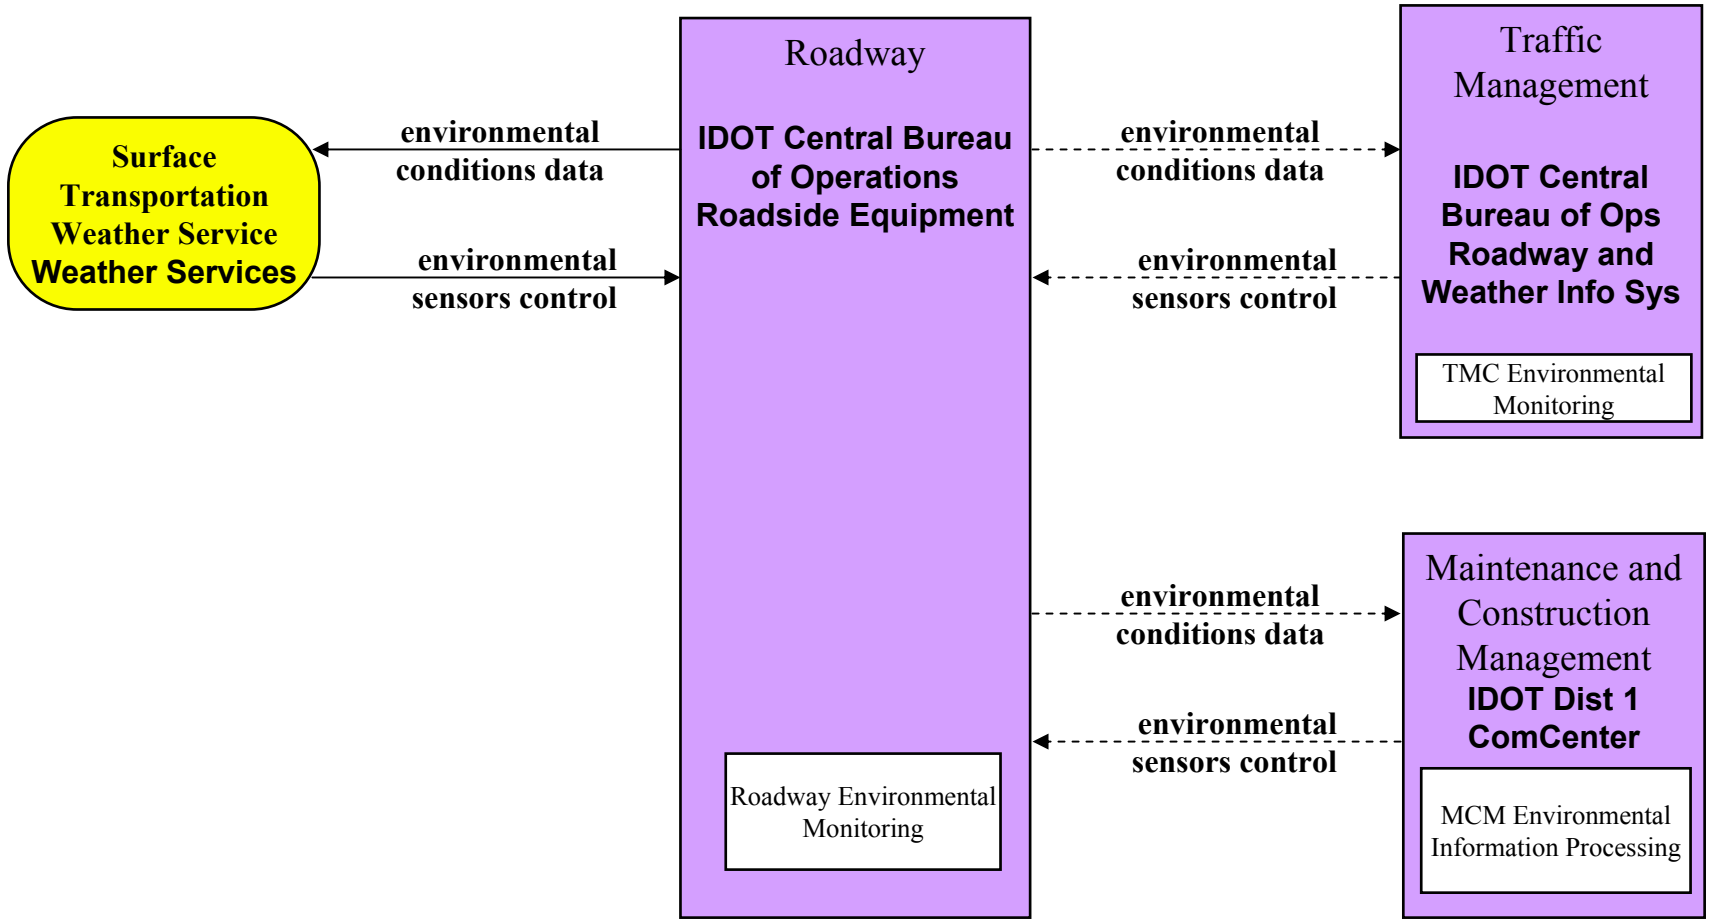 Surface
Transportation
Weather Service
Weather Services
environmental
conditions data
environmental
sensors control
Roadway
IDOT Central Bureau
of Operations
Roadside Equipment
Roadway Environmental
Monitoring
environmental
conditions data
environmental
sensors control
environmental
conditions data
environmental
sensors control
Traffic
Management
IDOT Central
Bureau of Ops
Roadway and
Weather Info Sys
TMC Environmental
Monitoring
Maintenance and
Construction
Management
IDOT Dist 1
ComCenter
MCM Environmental
Information Processing